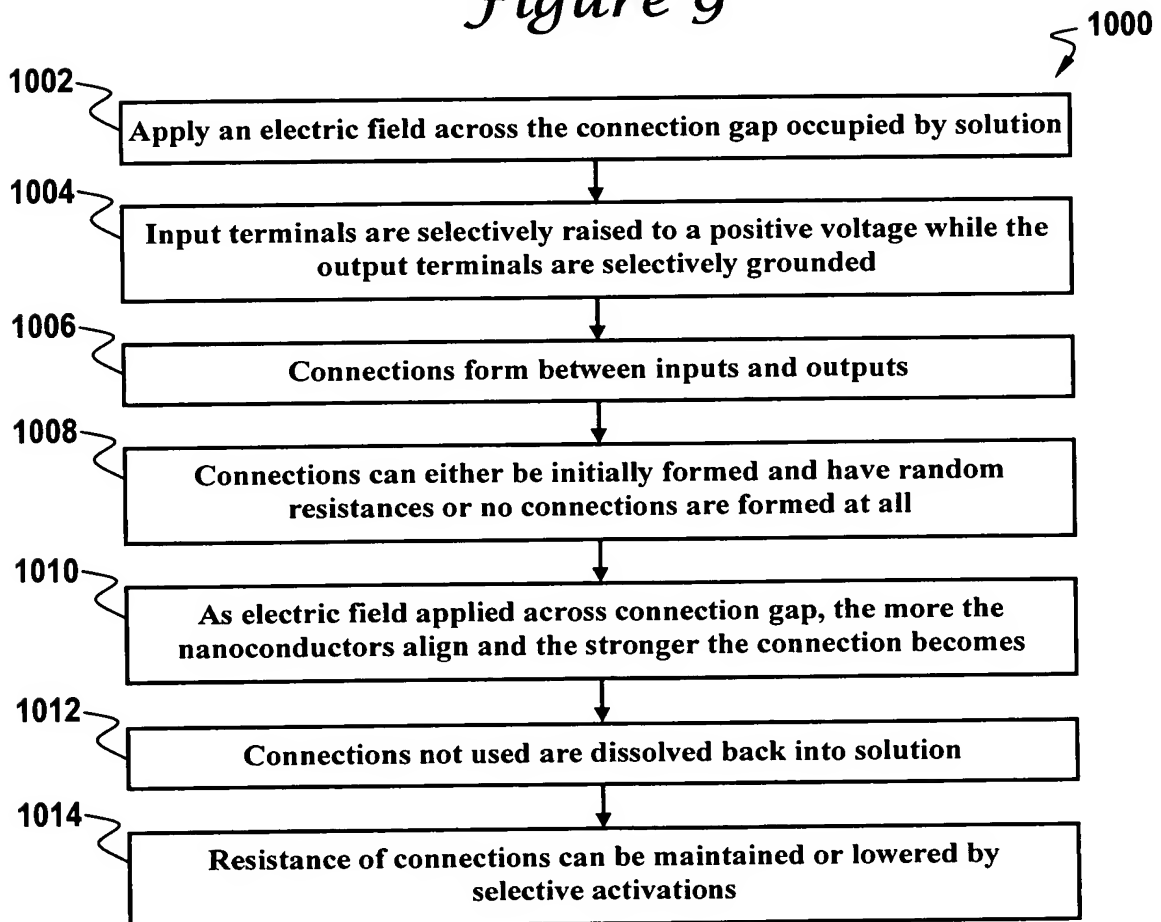 Figure 9
1000
1002
Apply an electric field across the connection gap occupied by solution
1004
Input terminals are selectively raised to a positive voltage while the
output terminals are selectively grounded
1006
Connections form between inputs and outputs
1008
Connections can either be initially formed and have random
resistances or no connections are formed at all
1010
As electric field applied across connection gap, the more the
nanoconductors align and the stronger the connection becomes
1012
Connections not used are dissolved back into solution
1014
Resistance of connections can be maintained or lowered by
selective activations